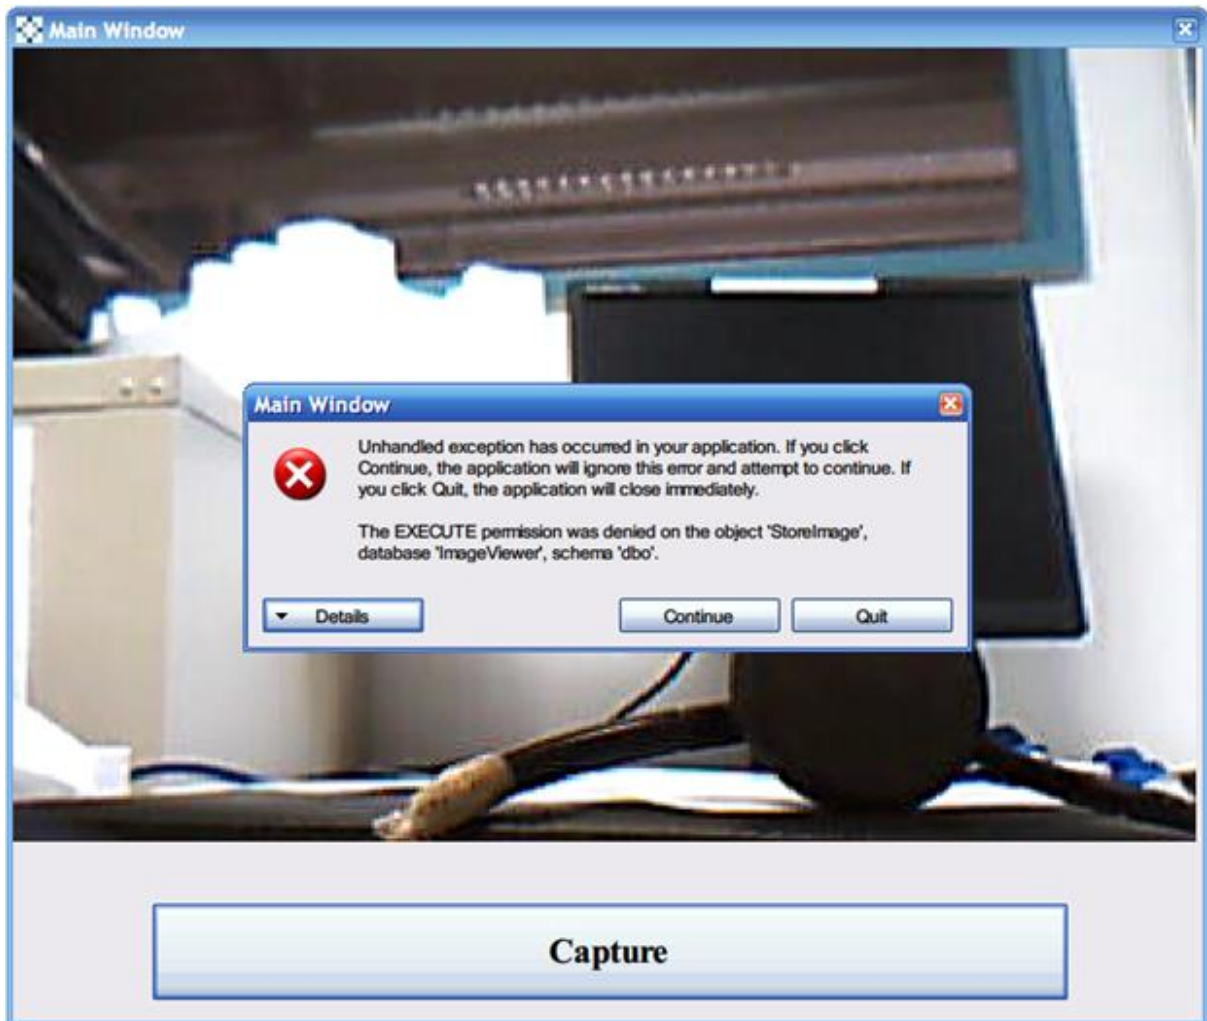 Main Window
Main Window
Unhandled exception has occurred in your application. If you click
Continue, the application will ignore this error and attempt to continue. If
you click Quit, the application will close immediately.
The EXECUTE permission was denied on the object 'StoreImage',
database 'ImageViewer', schema 'dbo'.
Details
Continue
Quit
Capture